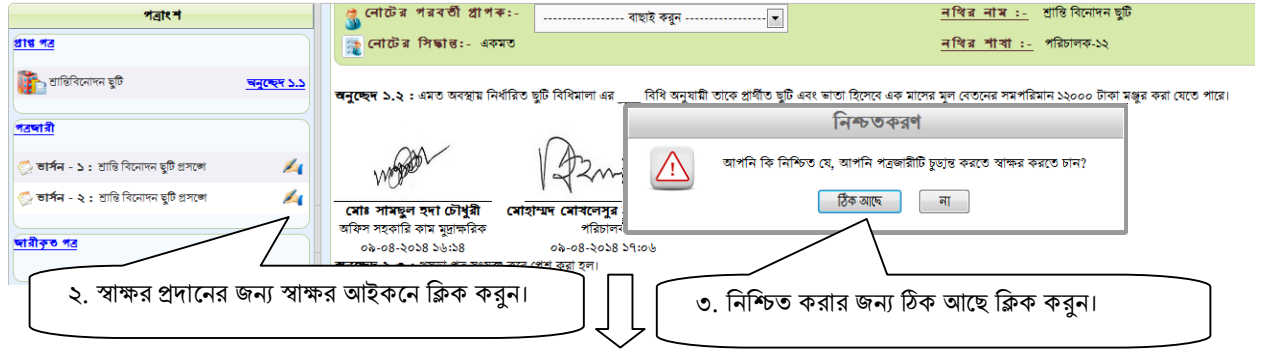 পত্রাংশ
প্রাপ্ত পত্র
শ্রান্তিবিনোদন ছুটি অনুচ্ছেদ ১.১
পত্রজারী
ভার্সন - ১ : শ্রান্তি বিনোদন ছুটি প্রসঙ্গে
ভার্সন - ২ : শ্রান্তি বিনোদন ছুটি প্রসঙ্গে
জারীকৃত পত্র
নোটের পরবর্তী প্রাপক:- ---------------- বাছাই করুন ----------------
নথির নাম :- শ্রান্তি বিনোদন ছুটি
নোটের সিদ্ধান্ত:- একমত
নথির শাখা :- পরিচালক-১২
অনুচ্ছেদ ১.২ : এমত অবস্থায় নির্ধারিত ছুটি বিধিমালা এর ____ বিধি অনুযায়ী তাকে প্রার্থীত ছুটি এবং ভাতা হিসেবে এক মাসের মূল বেতনের সমপরিমান ১২০০০ টাকা মঞ্জুর করা যেতে পারে।
মোঃ সামছুল হুদা চৌধুরী
অফিস সহকারি কাম মুদ্রাক্ষরিক
০৯-০৪-২০১৪ ১৬:১৪
মোহাম্মদ মোখলেসুর
পরিচালক
০৯-০৪-২০১৪ ১৭:০৬
নিশ্চতকরণ
আপনি কি নিশ্চিত যে, আপনি পত্রজারীটি চুড়ান্ত করতে স্বাক্ষর করতে চান?
ঠিক আছে না
২. স্বাক্ষর প্রদানের জন্য স্বাক্ষর আইকনে ক্লিক করুন।
৩. নিশ্চিত করার জন্য ঠিক আছে ক্লিক করুন।